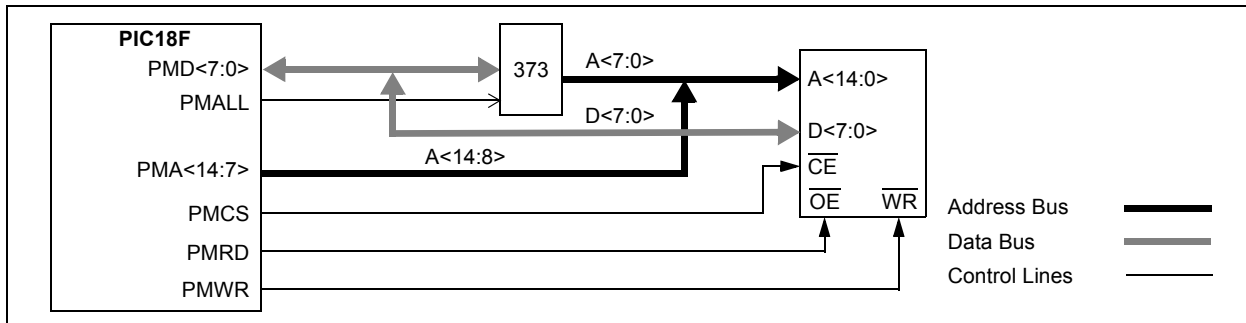 PIC18F
PMD<7:0>
PMALL
PMA<14:7>
PMCS
PMRD
PMWR
373
A<7:0>
D<7:0>
A<14:8>
A<14:0>
D<7:0>
CE
OE WR
Address Bus
Data Bus
Control Lines